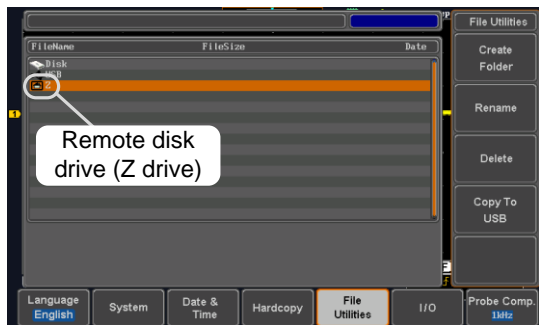 File Utilities
FileName FileSize Date
Disk
USB
Z
1
Remote disk
drive (Z drive)
Create
Folder
Rename
Delete
Copy To
USB
F
Language
English
System
Date &
Time
Hardcopy
File
Utilities
I/O
Probe Comp.
1kHz